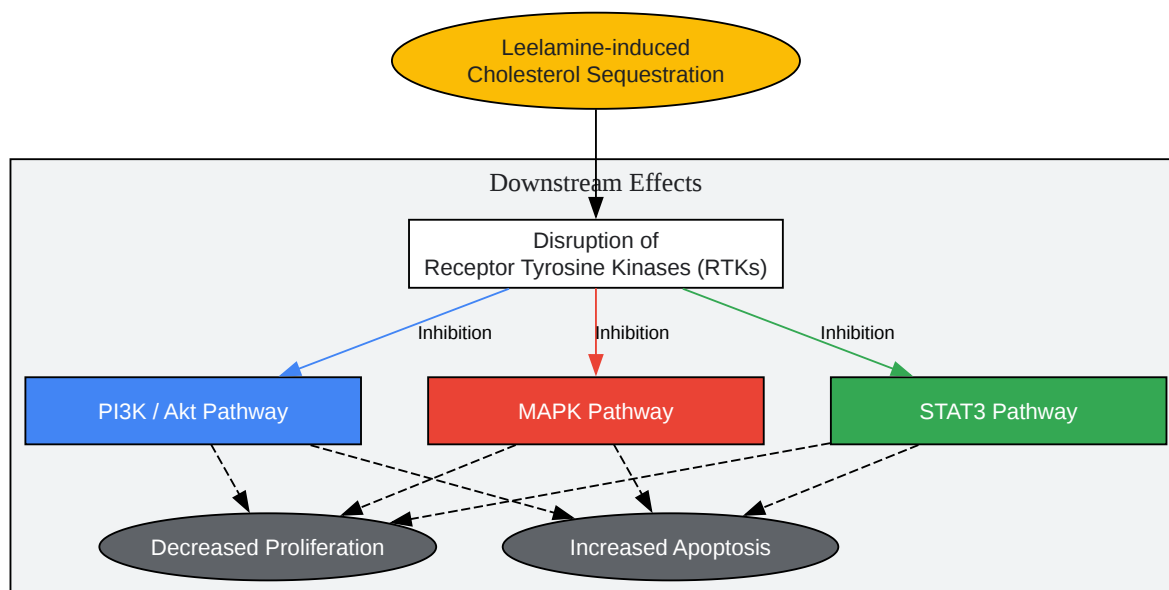 Leelamine-induced
Cholesterol Sequestration
Downstream Effects
Disruption of
Receptor Tyrosine Kinases (RTKs)
Inhibition
Inhibition
Inhibition
PI3K / Akt Pathway
MAPK Pathway
STAT3 Pathway
Decreased Proliferation
Increased Apoptosis